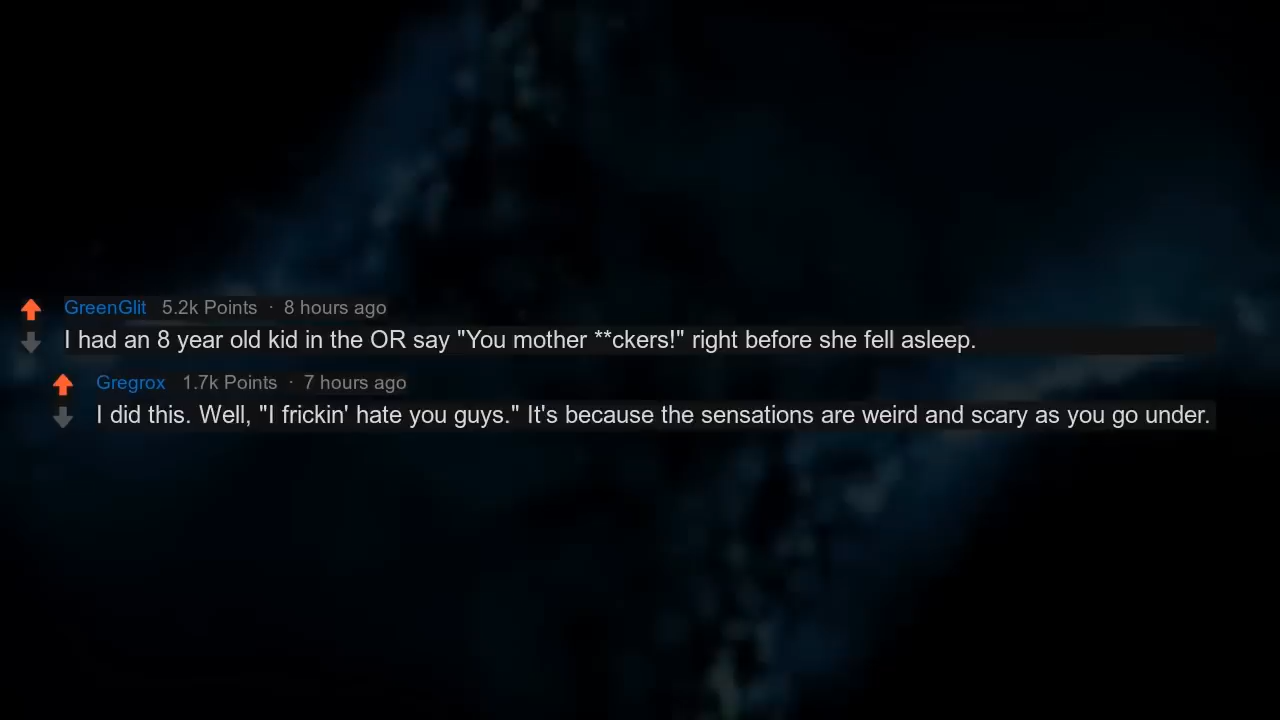 GreenGlit 5.2k Points · 8 hours ago
I had an 8 year old kid in the OR say "You mother **ckers!" right before she fell asleep.
Gregrox 1.7k Points · 7 hours ago
I did this. Well, "I frickin' hate you guys." It's because the sensations are weird and scary as you go under.